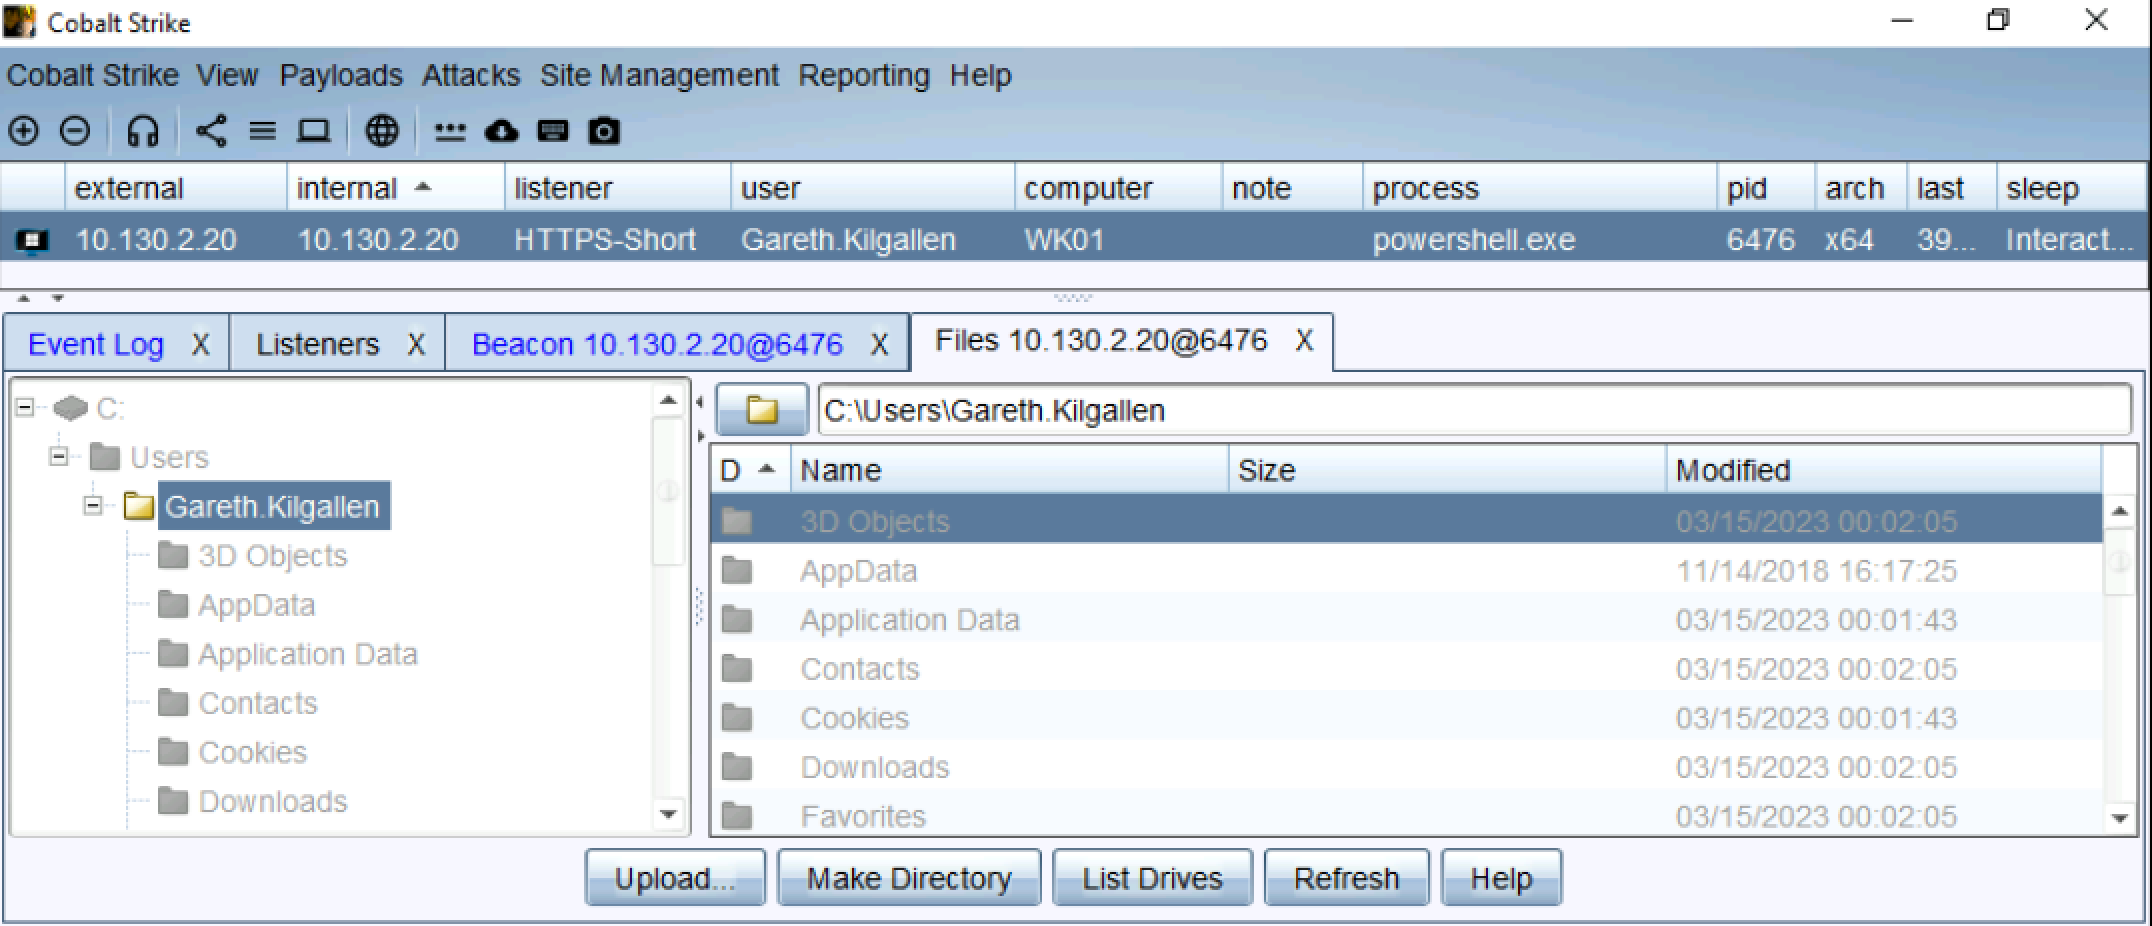 Cobalt Strike
Cobalt Strike View Payloads Attacks Site Management Reporting Help
external internal listener user computer note process pid arch last sleep
10.130.2.20 10.130.2.20 HTTPS-Short Gareth.Kilgallen WK01 powershell.exe 6476 x64 39... Interact...
Event Log X Listeners X Beacon 10.130.2.20@6476 X Files 10.130.2.20@6476 X
C:
Users
Gareth.Kilgallen
3D Objects
AppData
Application Data
Contacts
Cookies
Downloads
C:\Users\Gareth.Kilgallen
D Name Size Modified
3D Objects 03/15/2023 00:02:05
AppData 11/14/2018 16:17:25
Application Data 03/15/2023 00:01:43
Contacts 03/15/2023 00:02:05
Cookies 03/15/2023 00:01:43
Downloads 03/15/2023 00:02:05
Favorites 03/15/2023 00:02:05
Upload... Make Directory List Drives Refresh Help